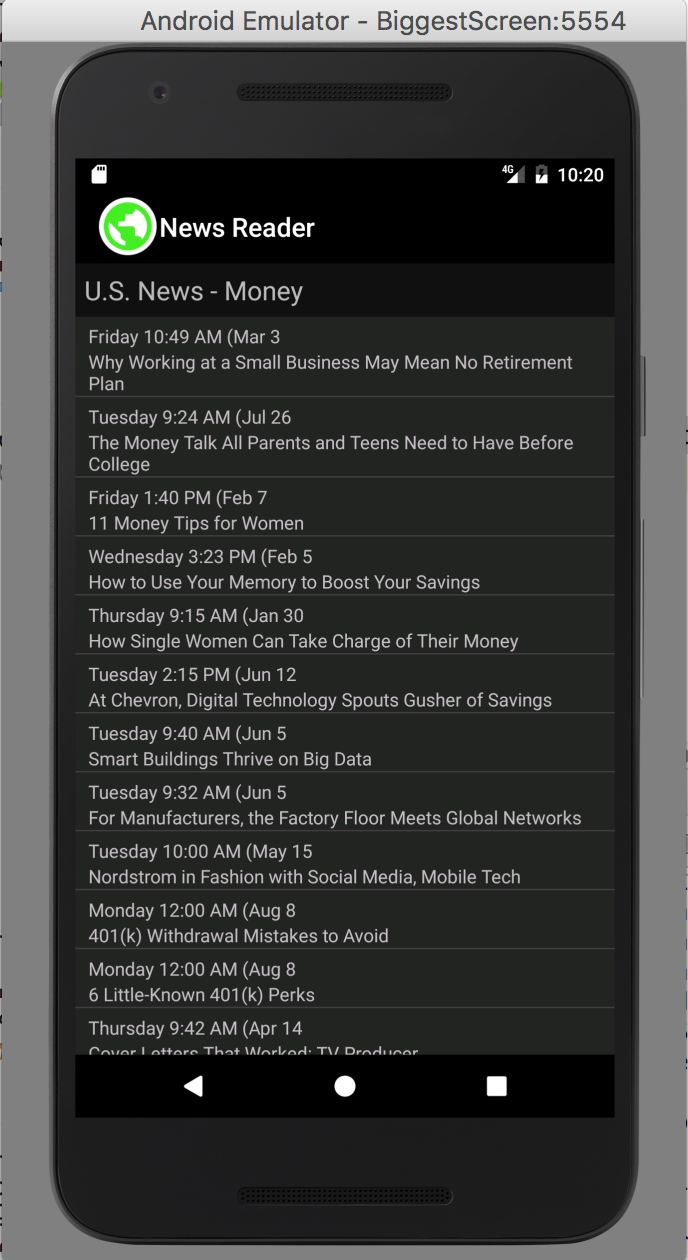 Android Emulator - BiggestScreen:5554
4G 10:20
News Reader
U.S. News - Money
Friday 10:49 AM (Mar 3
Why Working at a Small Business May Mean No Retirement
Plan
Tuesday 9:24 AM (Jul 26
The Money Talk All Parents and Teens Need to Have Before
College
Friday 1:40 PM (Feb 7
11 Money Tips for Women
Wednesday 3:23 PM (Feb 5
How to Use Your Memory to Boost Your Savings
Thursday 9:15 AM (Jan 30
How Single Women Can Take Charge of Their Money
Tuesday 2:15 PM (Jun 12
At Chevron, Digital Technology Spouts Gusher of Savings
Tuesday 9:40 AM (Jun 5
Smart Buildings Thrive on Big Data
Tuesday 9:32 AM (Jun 5
For Manufacturers, the Factory Floor Meets Global Networks
Tuesday 10:00 AM (May 15
Nordstrom in Fashion with Social Media, Mobile Tech
Monday 12:00 AM (Aug 8
401(k) Withdrawal Mistakes to Avoid
Monday 12:00 AM (Aug 8
6 Little-Known 401(k) Perks
Thursday 9:42 AM (Apr 14
Cover Letters That Worked: TV Producer